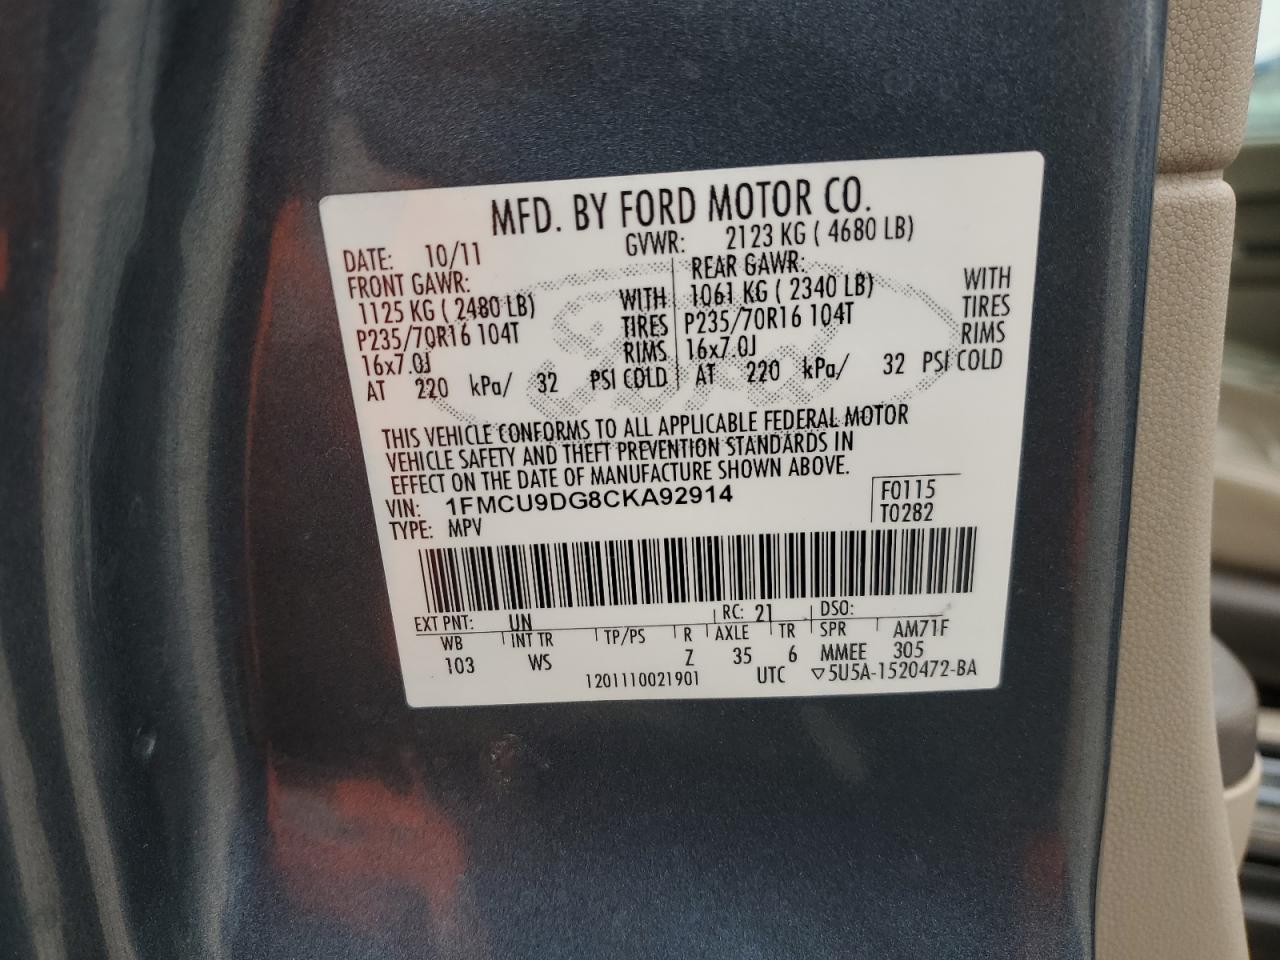 MFD. BY FORD MOTOR CO.
DATE: 10/11 GVWR: 2123 KG ( 4680 LB)
FRONT GAWR: REAR GAWR:
1125 KG ( 2480 LB) WITH 1061 KG ( 2340 LB) WITH
P235/70R16 104T TIRES P235/70R16 104T TIRES
16x7.0J RIMS 16x7.0J RIMS
AT 220 kPa/ 32 PSI COLD AT 220 kPa/ 32 PSI COLD
THIS VEHICLE CONFORMS TO ALL APPLICABLE FEDERAL MOTOR
VEHICLE SAFETY AND THEFT PREVENTION STANDARDS IN
EFFECT ON THE DATE OF MANUFACTURE SHOWN ABOVE.
VIN: 1FMCU9DG8CKA92914 F0115
TYPE: MPV T0282
EXT PNT: UN RC: 21 DSO:
WB INT TR TP/PS R AXLE TR SPR AM71F
103 WS Z 35 6 MMEE 305
1201110021901 UTC ▽5U5A-1520472-BA
Ford